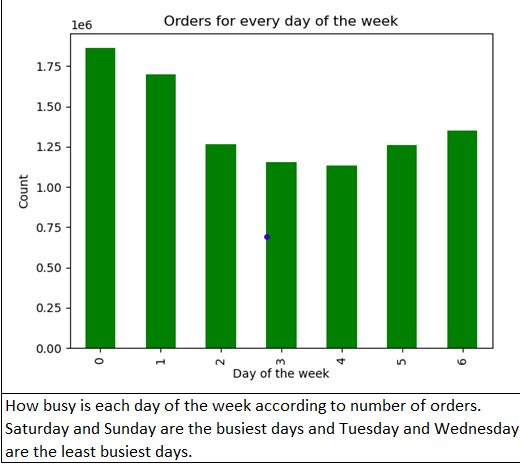 Orders for every day of the week
1e6
1.75
1.50
1.25
1.00
0.75
0.50
0.25
0.00
Count
0 1 2 3 4 5 6
Day of the week
How busy is each day of the week according to number of orders.
Saturday and Sunday are the busiest days and Tuesday and Wednesday
are the least busiest days.